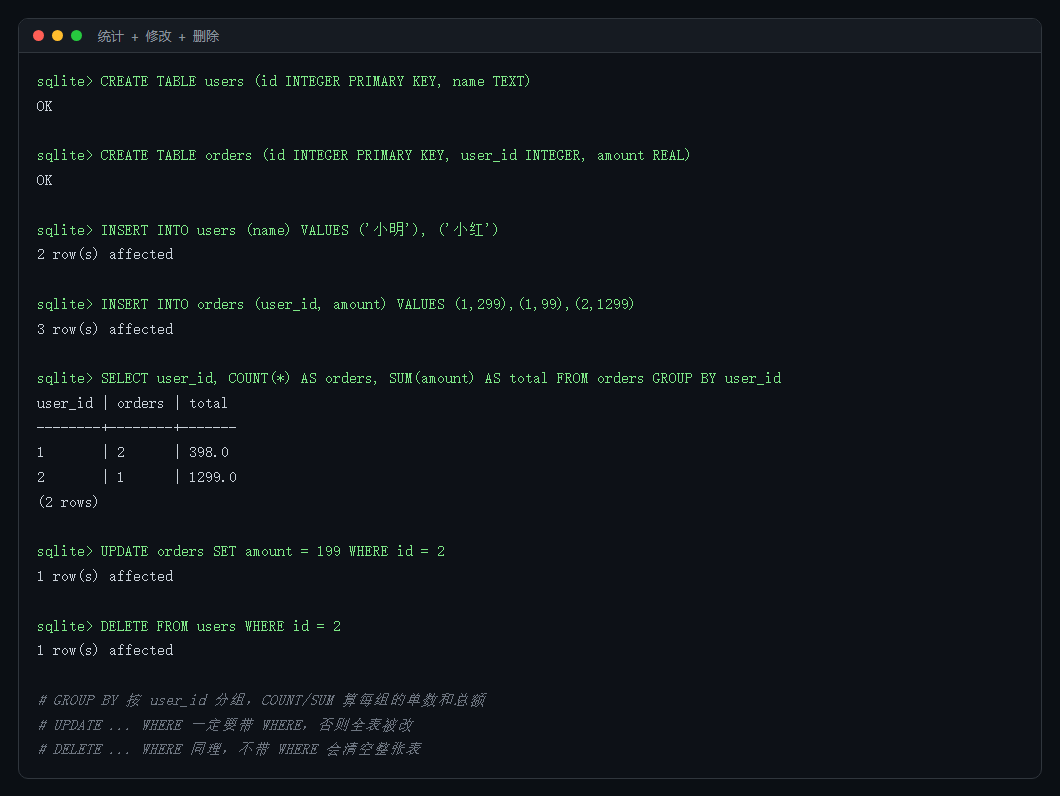 统计 + 修改 + 删除
sqlite> CREATE TABLE users (id INTEGER PRIMARY KEY, name TEXT)
OK
sqlite> CREATE TABLE orders (id INTEGER PRIMARY KEY, user_id INTEGER, amount REAL)
OK
sqlite> INSERT INTO users (name) VALUES ('小明'), ('小红')
2 row(s) affected
sqlite> INSERT INTO orders (user_id, amount) VALUES (1,299),(1,99),(2,1299)
3 row(s) affected
sqlite> SELECT user_id, COUNT(*) AS orders, SUM(amount) AS total FROM orders GROUP BY user_id
user_id | orders | total
--------+--------+-------
1       | 2      | 398.0
2       | 1      | 1299.0
(2 rows)
sqlite> UPDATE orders SET amount = 199 WHERE id = 2
1 row(s) affected
sqlite> DELETE FROM users WHERE id = 2
1 row(s) affected
# GROUP BY 按 user_id 分组，COUNT/SUM 算每组的单数和总额
# UPDATE ... WHERE 一定要带 WHERE，否则全表被改
# DELETE ... WHERE 同理，不带 WHERE 会清空整张表